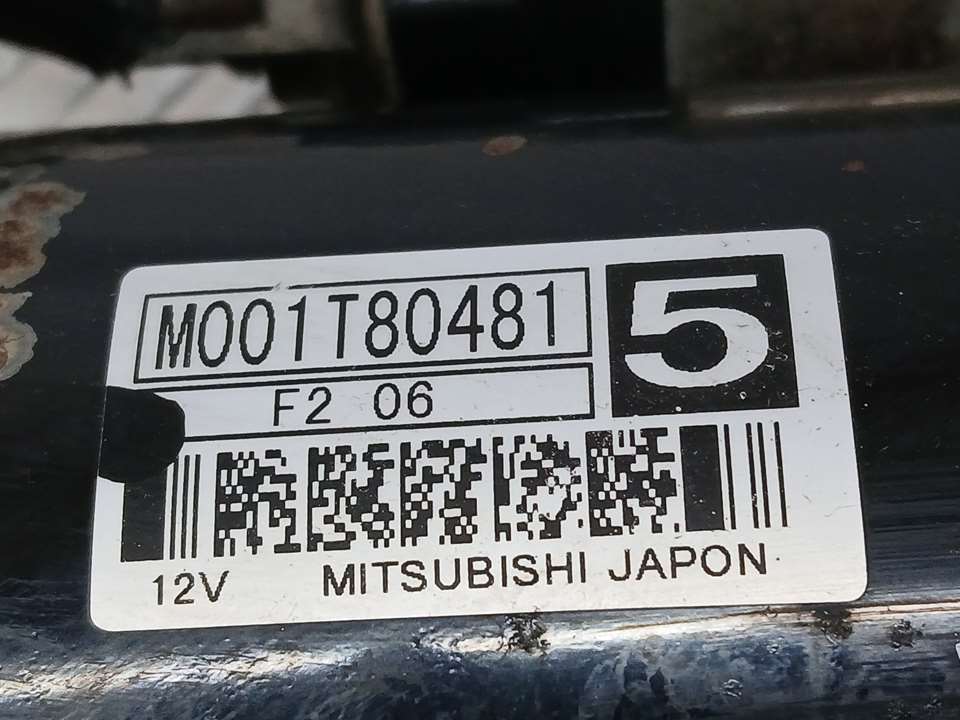 M001T80481
5
F2 06
12V MITSUBISHI JAPON